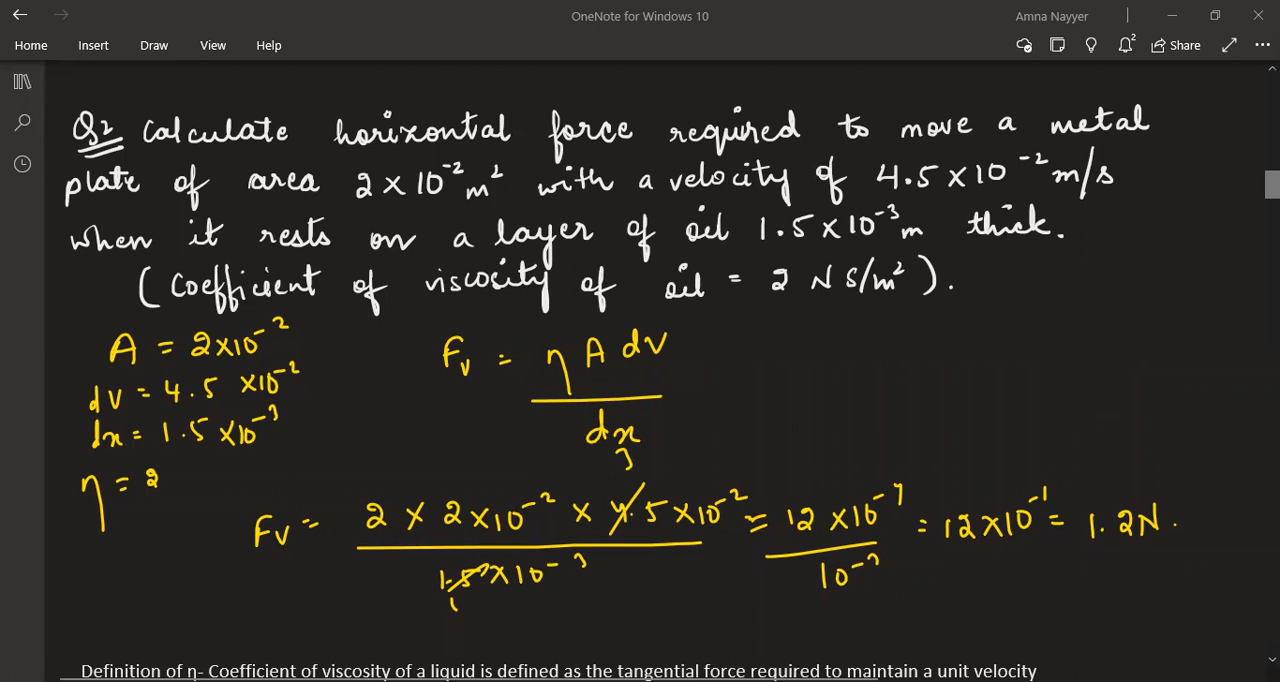 OneNote for Windows 10
Amna Nayyer
Home Insert Draw View Help
2 Share
Q2 Calculate horizontal force required to move a metal
plate of area 2 × 10⁻² m² with a velocity of 4.5 × 10⁻² m/s
when it rests on a layer of oil 1.5 × 10⁻³ m thick.
(Coefficient of viscosity of oil = 2 N S/m²).
A = 2×10⁻²
dV = 4.5 ×10⁻²
dx = 1.5 ×10⁻³
η = 2
Fv = η A dv
dx
3
Fv = 2 × 2×10⁻² × 4.5 ×10⁻² = 12 ×10⁻⁴ = 12×10⁻¹ = 1.2N.
1.5 ×10⁻³ 10⁻³
1
Definition of η- Coefficient of viscosity of a liquid is defined as the tangential force required to maintain a unit velocity